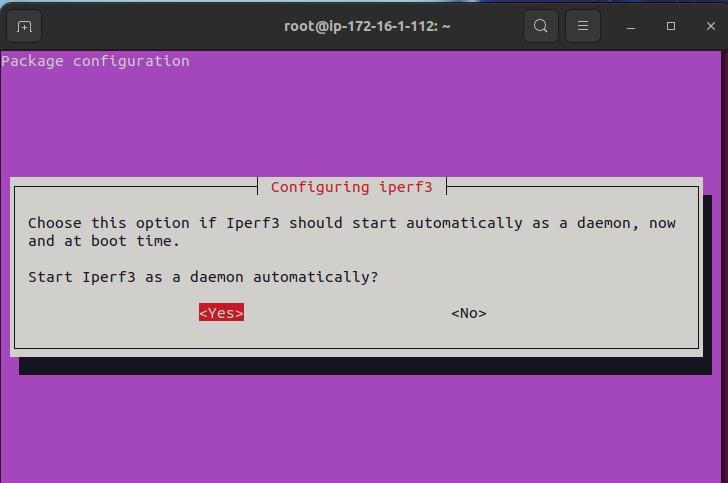 root@ip-172-16-1-112: ~
Package configuration
Configuring iperf3
Choose this option if Iperf3 should start automatically as a daemon, now
and at boot time.
Start Iperf3 as a daemon automatically?
<Yes> <No>